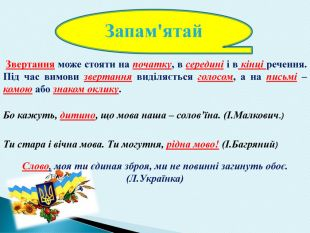 Запам'ятай
Звертання може стояти на початку, в середині і в кінці речення.
Під час вимови звертання виділяється голосом, а на письмі –
комою або знаком оклику.
Бо кажуть, дитино, що мова наша – солов’їна. (І.Малкович.)
Ти стара і вічна мова. Ти могутня, рідна мово! (І.Багряний)
Слово, моя ти єдиная зброя, ми не повинні загинуть обоє.
(Л.Українка)